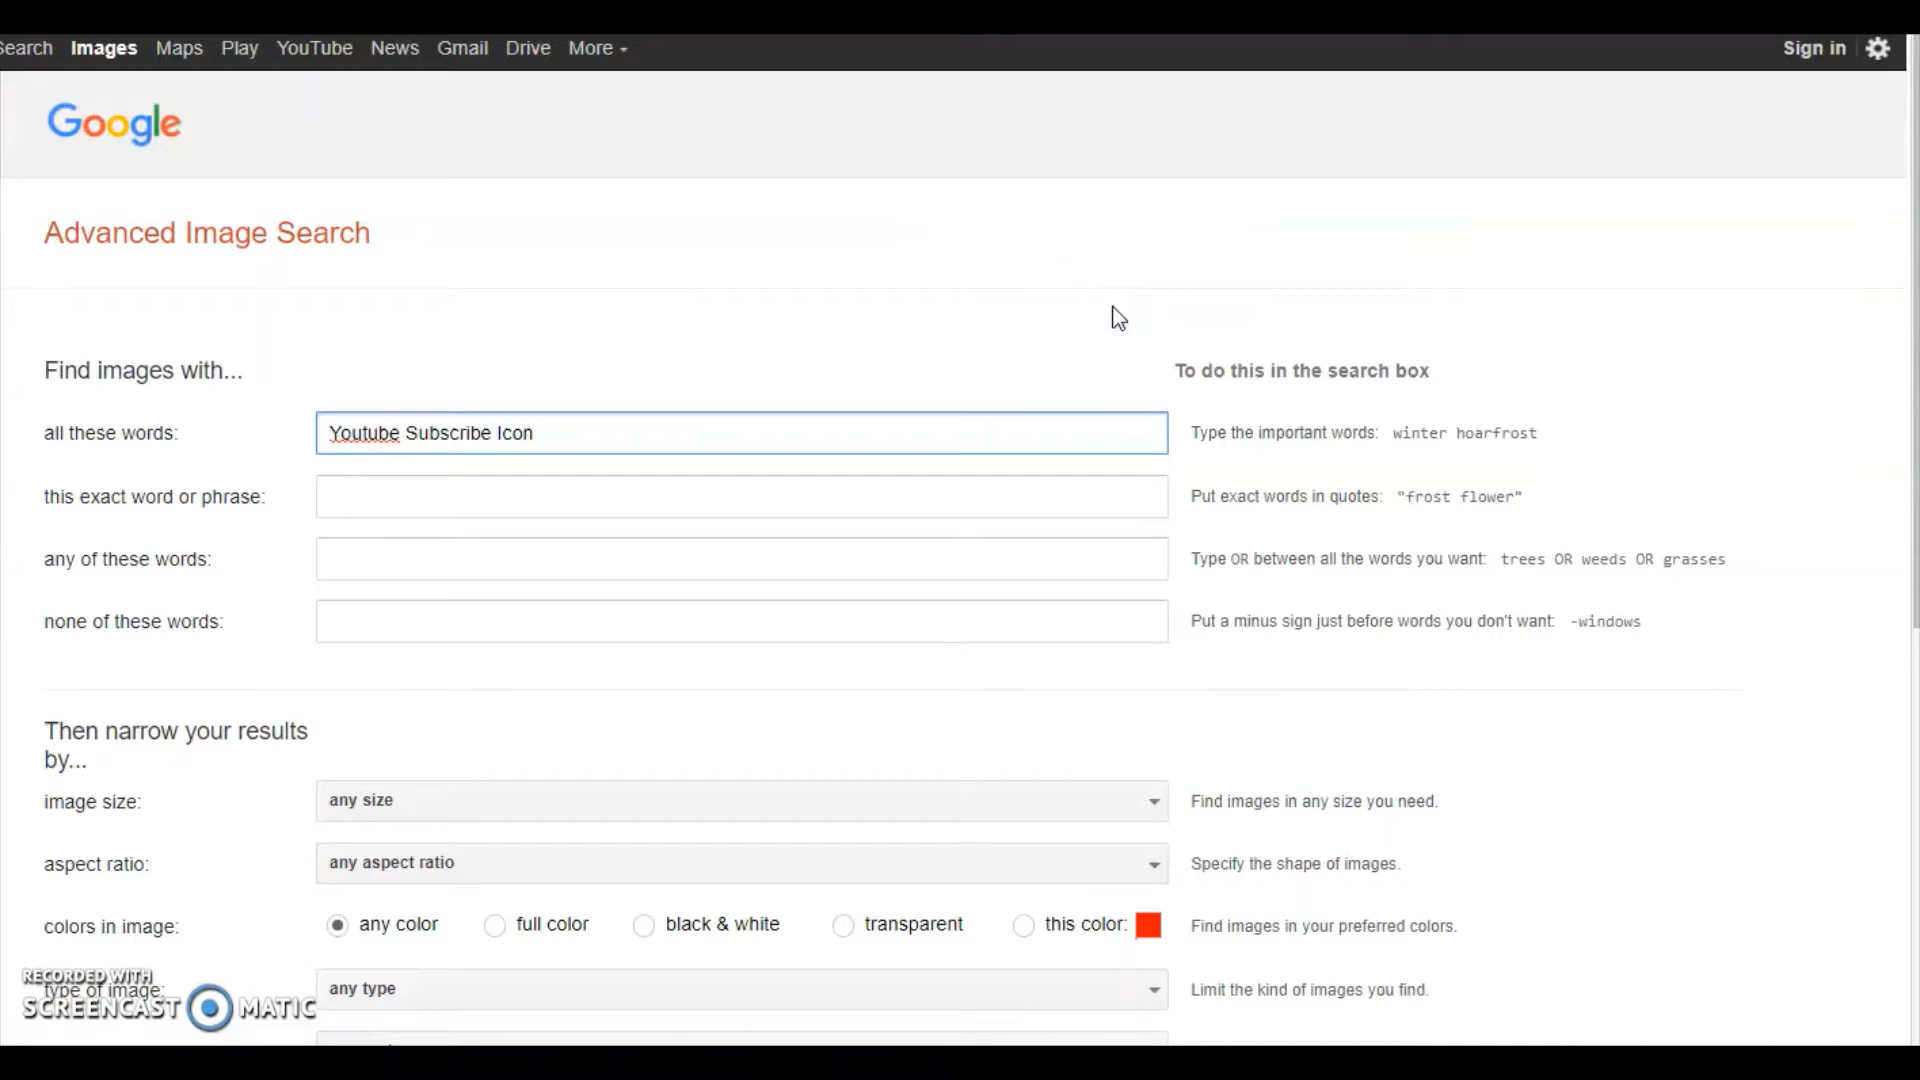 Search Images Maps Play YouTube News Gmail Drive More Sign in
Google
Advanced Image Search
Find images with... To do this in the search box
all these words: Youtube Subscribe Icon Type the important words: winter hoarfrost
this exact word or phrase: Put exact words in quotes: "frost flower"
any of these words: Type OR between all the words you want: trees OR weeds OR grasses
none of these words: Put a minus sign just before words you don't want: -windows
Then narrow your results
by...
image size: any size Find images in any size you need.
aspect ratio: any aspect ratio Specify the shape of images.
colors in image: any color full color black & white transparent this color: Find images in your preferred colors.
RECORDED WITH
type of image: any type Limit the kind of images you find.
SCREENCAST MATIC